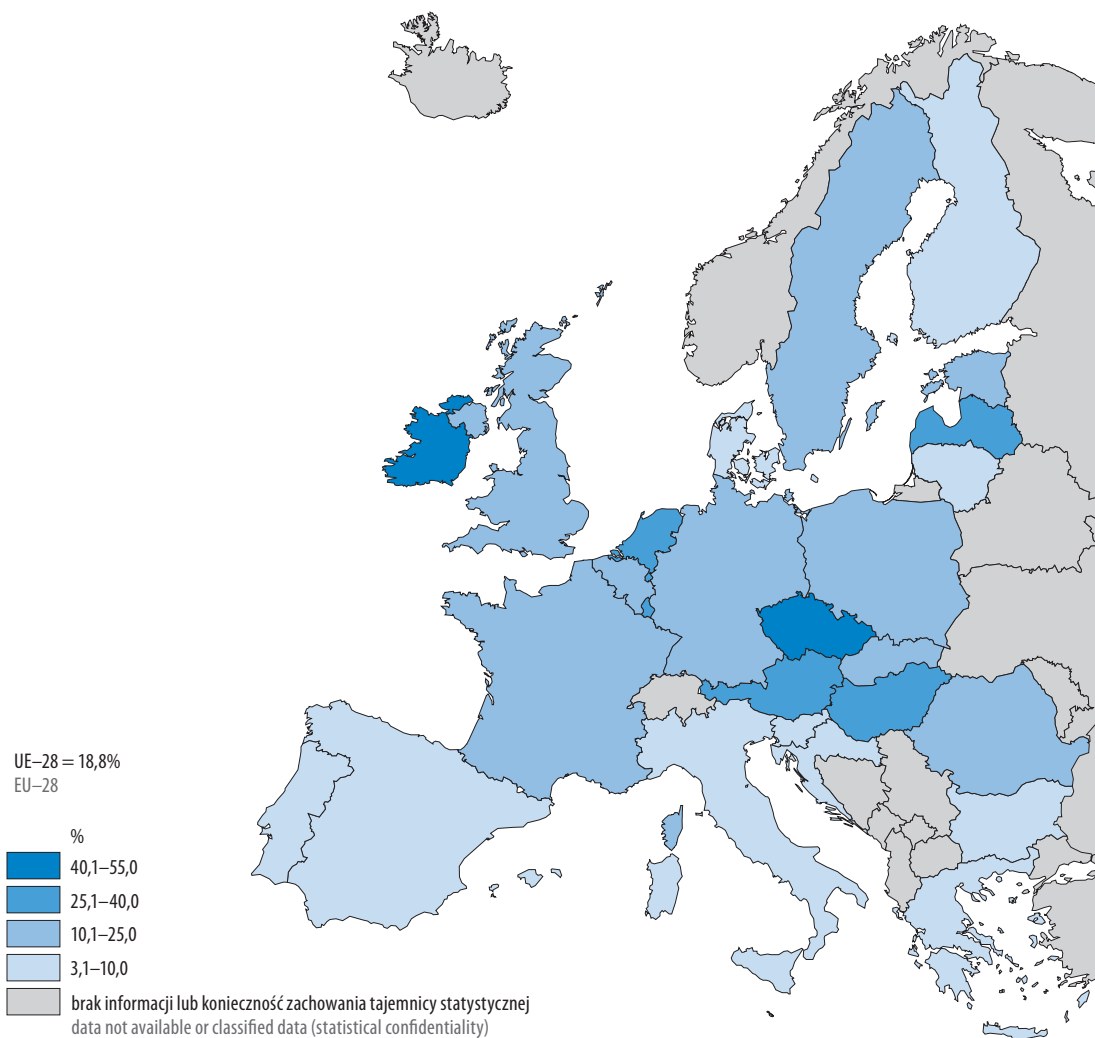 UE–28 = 18,8%
EU–28
%
40,1–55,0
25,1–40,0
10,1–25,0
3,1–10,0
brak informacji lub konieczność zachowania tajemnicy statystycznej
data not available or classified data (statistical confidentiality)